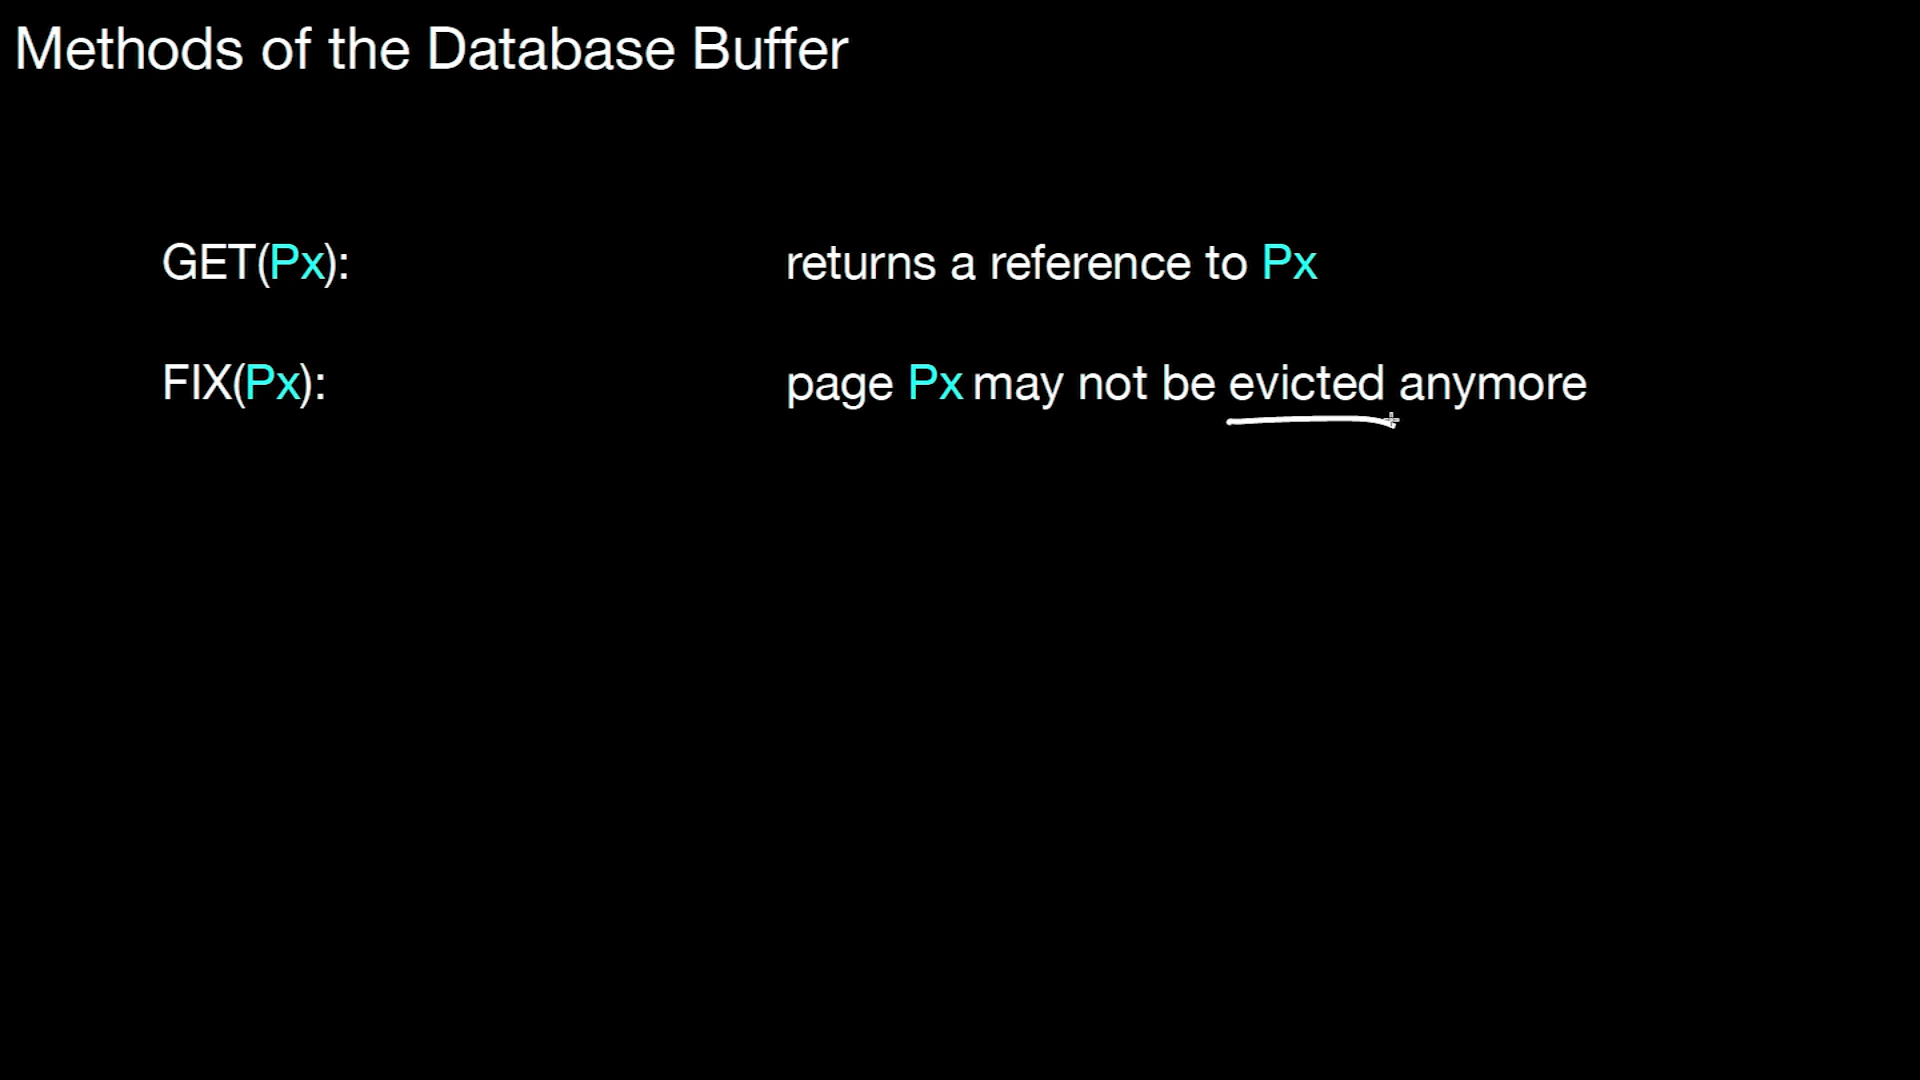 Methods of the Database Buffer
GET(Px): returns a reference to Px
FIX(Px): page Px may not be evicted anymore